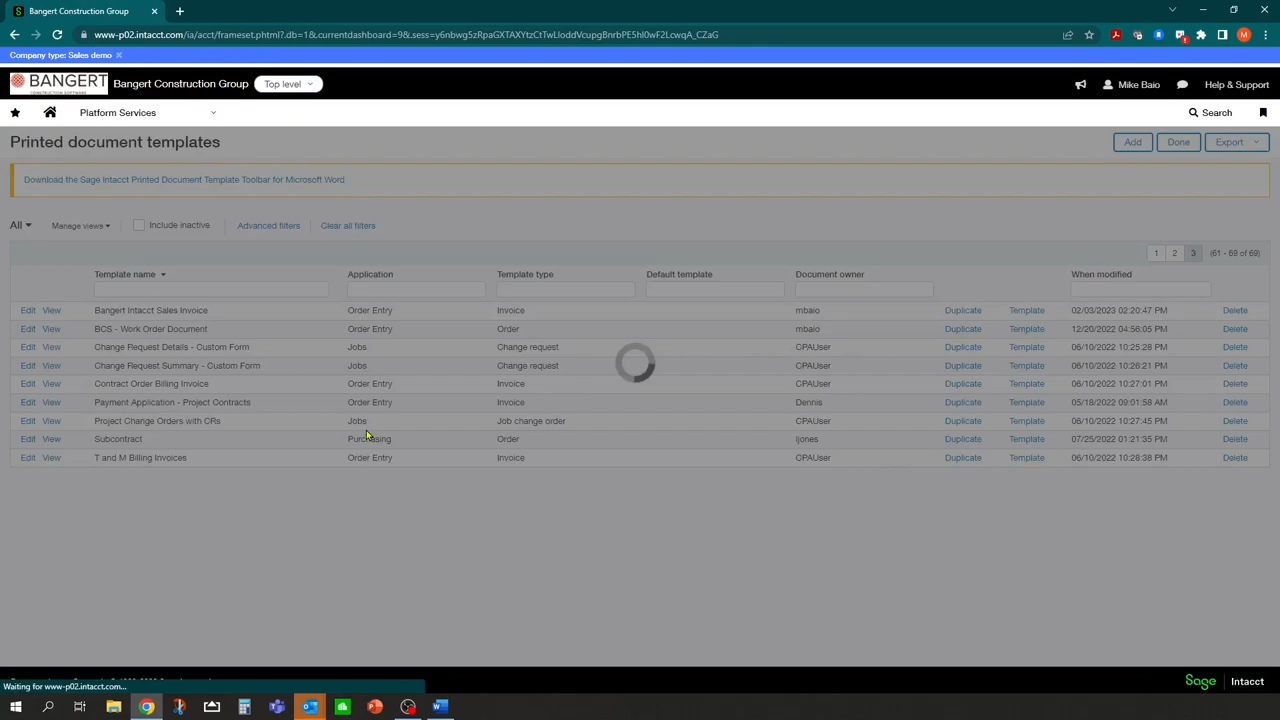 Bangert Construction Group
www-p02.intacct.com/ia/acct/frameset.phtml?.db=1&currentdashboard=9&.sess=y6nbwg5zRpaGXTAXYtzCtTwLIoddVcupg8nrbPE5hl0wF2LcwqA_CZaG
Company type: Sales demo
BANGERT
CONSTRUCTION SOFTWARE
Bangert Construction Group
Top level
Mike Baio
Help & Support
Platform Services
Search
Printed document templates
Add Done Export
Download the Sage Intacct Printed Document Template Toolbar for Microsoft Word
All Manage views Include inactive Advanced filters Clear all filters
1 2 3 (61 - 69 of 69)
Template name Application Template type Default template Document owner When modified
Edit View Bangert Intacct Sales Invoice Order Entry Invoice mbaio Duplicate Template 02/03/2023 02:20:47 PM Delete
Edit View BCS - Work Order Document Order Entry Order mbaio Duplicate Template 12/20/2022 04:56:05 PM Delete
Edit View Change Request Details - Custom Form Jobs Change request CPAUser Duplicate Template 06/10/2022 10:25:28 PM Delete
Edit View Change Request Summary - Custom Form Jobs Change request CPAUser Duplicate Template 06/10/2022 10:26:21 PM Delete
Edit View Contract Order Billing Invoice Order Entry Invoice CPAUser Duplicate Template 06/10/2022 10:27:01 PM Delete
Edit View Payment Application - Project Contracts Order Entry Invoice Dennis Duplicate Template 05/18/2022 09:01:58 AM Delete
Edit View Project Change Orders with CRs Jobs Job change order CPAUser Duplicate Template 06/10/2022 10:27:45 PM Delete
Edit View Subcontract Purchasing Order ljones Duplicate Template 07/25/2022 01:21:35 PM Delete
Edit View T and M Billing Invoices Order Entry Invoice CPAUser Duplicate Template 06/10/2022 10:28:38 PM Delete
Sage Intacct
Waiting for www-p02.intacct.com...